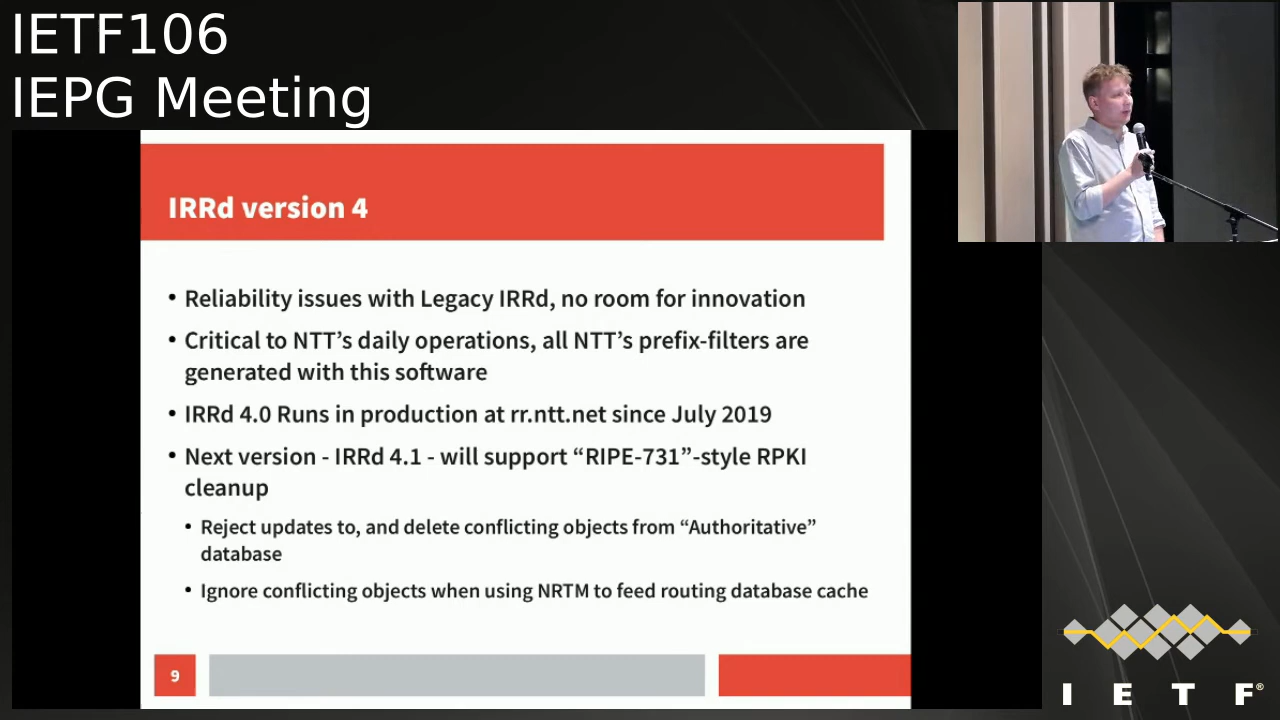 IETF106
IEPG Meeting
IRRd version 4
• Reliability issues with Legacy IRRd, no room for innovation
• Critical to NTT’s daily operations, all NTT’s prefix-filters are
generated with this software
• IRRd 4.0 Runs in production at rr.ntt.net since July 2019
• Next version - IRRd 4.1 - will support “RIPE-731”-style RPKI
cleanup
• Reject updates to, and delete conflicting objects from “Authoritative”
database
• Ignore conflicting objects when using NRTM to feed routing database cache
9
I E T F®